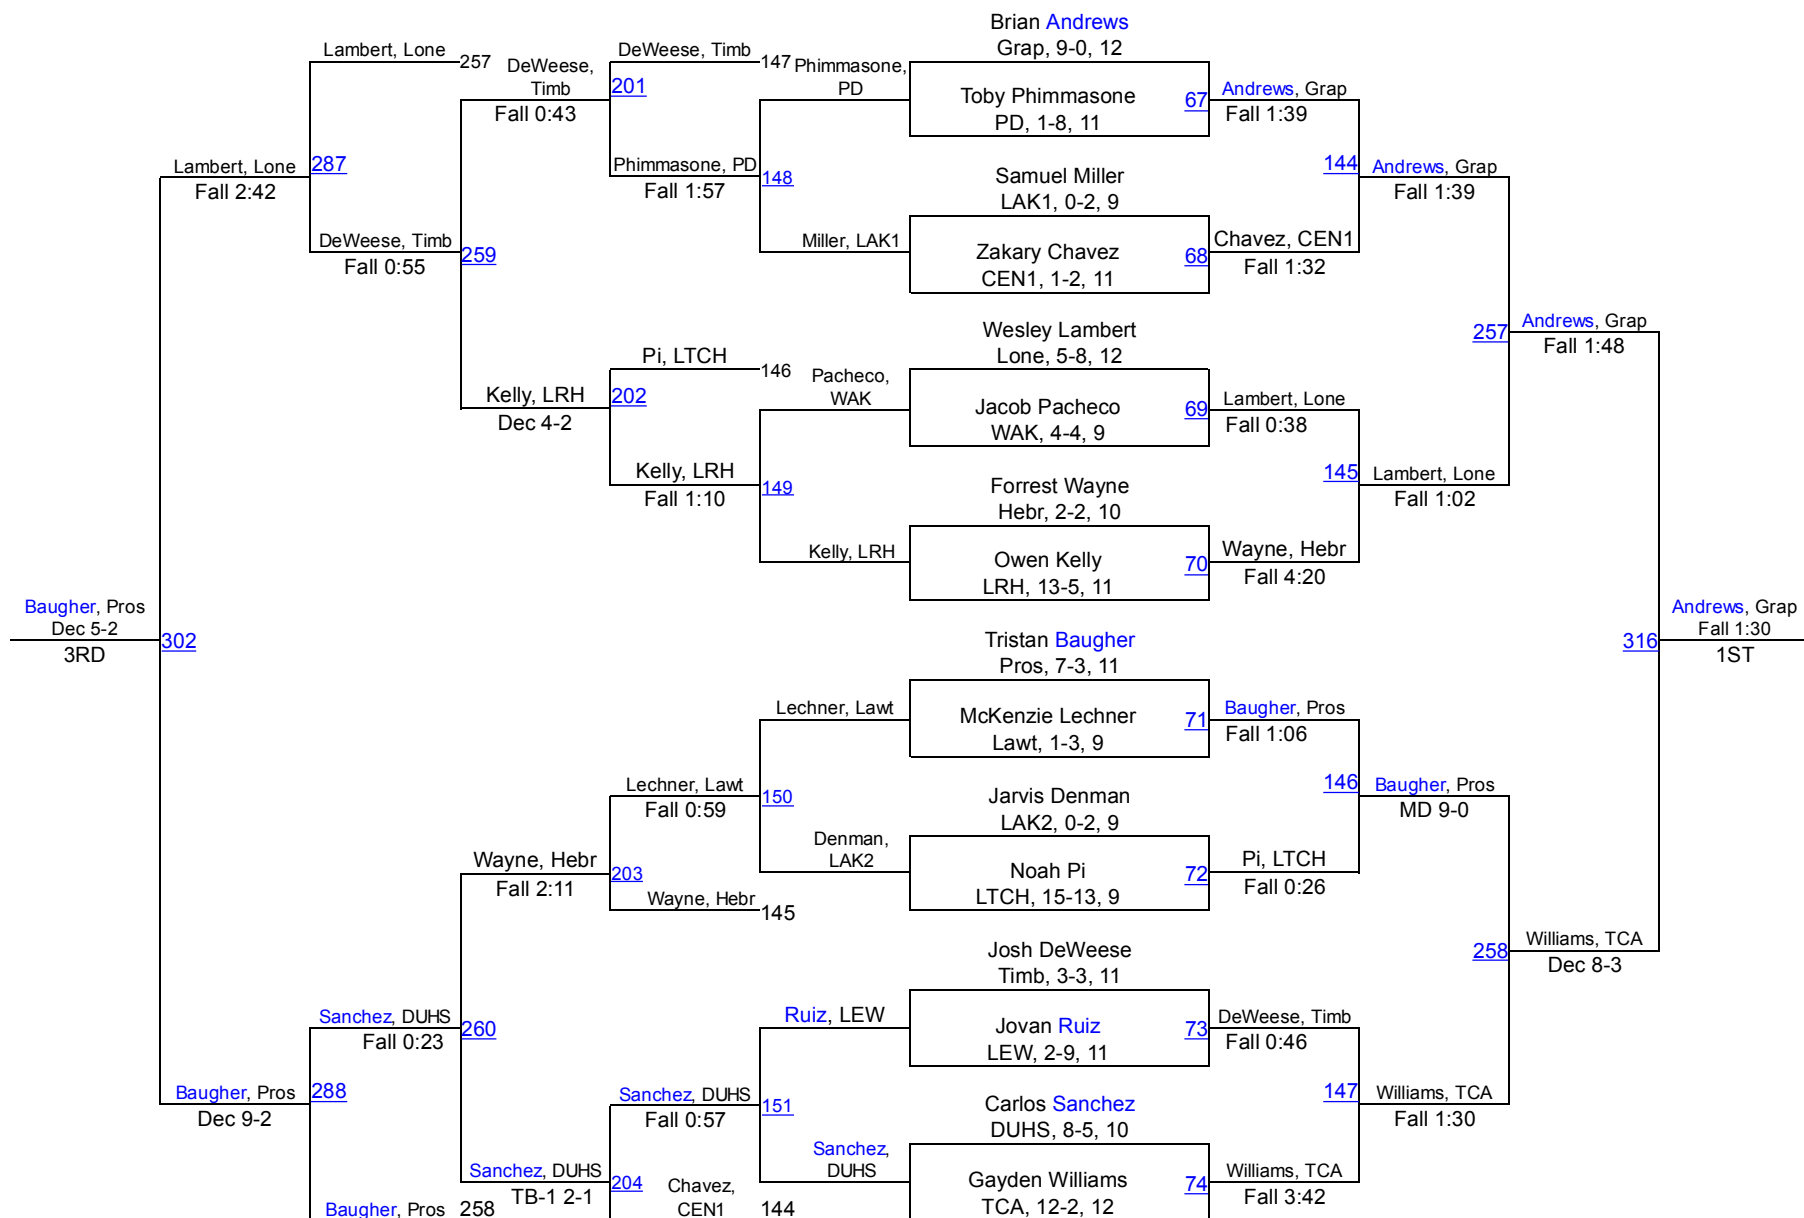 Brian Andrews
Grap, 9-0, 12
Lambert, Lone
257
DeWeese,
Timb
Fall 0:43
201
DeWeese, Timb
147
Phimmasone,
PD
Toby Phimmasone
PD, 1-8, 11
67
Andrews, Grap
Fall 1:39
Lambert, Lone
Fall 2:42
287
Phimmasone, PD
Fall 1:57
148
Samuel Miller
LAK1, 0-2, 9
144
Andrews, Grap
Fall 1:39
DeWeese, Timb
Fall 0:55
259
Miller, LAK1
Zakary Chavez
CEN1, 1-2, 11
68
Chavez, CEN1
Fall 1:32
Wesley Lambert
Lone, 5-8, 12
257
Andrews, Grap
Fall 1:48
Pi, LTCH
146
Kelly, LRH
Dec 4-2
202
Pacheco,
WAK
Jacob Pacheco
WAK, 4-4, 9
69
Lambert, Lone
Fall 0:38
Kelly, LRH
Fall 1:10
149
Forrest Wayne
Hebr, 2-2, 10
145
Lambert, Lone
Fall 1:02
Kelly, LRH
Owen Kelly
LRH, 13-5, 11
70
Wayne, Hebr
Fall 4:20
Baugher, Pros
Dec 5-2
3RD
302
Tristan Baugher
Pros, 7-3, 11
316
Andrews, Grap
Fall 1:30
1ST
Lechner, Lawt
McKenzie Lechner
Lawt, 1-3, 9
71
Baugher, Pros
Fall 1:06
Lechner, Lawt
Fall 0:59
150
Jarvis Denman
LAK2, 0-2, 9
146
Baugher, Pros
MD 9-0
Wayne, Hebr
Fall 2:11
203
Denman,
LAK2
Noah Pi
LTCH, 15-13, 9
72
Pi, LTCH
Fall 0:26
Wayne, Hebr
145
Josh DeWeese
Timb, 3-3, 11
258
Williams, TCA
Dec 8-3
Sanchez, DUHS
Fall 0:23
260
Ruiz, LEW
Jovan Ruiz
LEW, 2-9, 11
73
DeWeese, Timb
Fall 0:46
Baugher, Pros
Dec 9-2
288
Sanchez, DUHS
Fall 0:57
151
Carlos Sanchez
DUHS, 8-5, 10
147
Williams, TCA
Fall 1:30
Sanchez, DUHS
TB-1 2-1
204
Sanchez,
DUHS
Gayden Williams
TCA, 12-2, 12
74
Williams, TCA
Fall 3:42
Baugher, Pros
258
Chavez,
CEN1
144